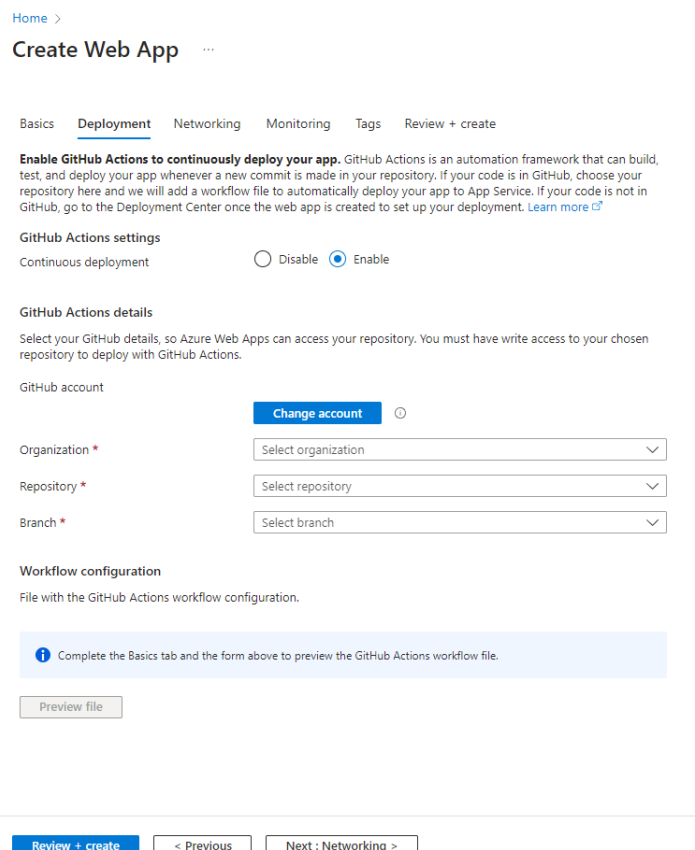 Home >
Create Web App ...
Basics Deployment Networking Monitoring Tags Review + create
Enable GitHub Actions to continuously deploy your app. GitHub Actions is an automation framework that can build,
test, and deploy your app whenever a new commit is made in your repository. If your code is in GitHub, choose your
repository here and we will add a workflow file to automatically deploy your app to App Service. If your code is not in
GitHub, go to the Deployment Center once the web app is created to set up your deployment. Learn more
GitHub Actions settings
Continuous deployment Disable Enable
GitHub Actions details
Select your GitHub details, so Azure Web Apps can access your repository. You must have write access to your chosen
repository to deploy with GitHub Actions.
GitHub account
Change account
Organization * Select organization
Repository * Select repository
Branch * Select branch
Workflow configuration
File with the GitHub Actions workflow configuration.
Complete the Basics tab and the form above to preview the GitHub Actions workflow file.
Preview file
Review + create < Previous Next : Networking >